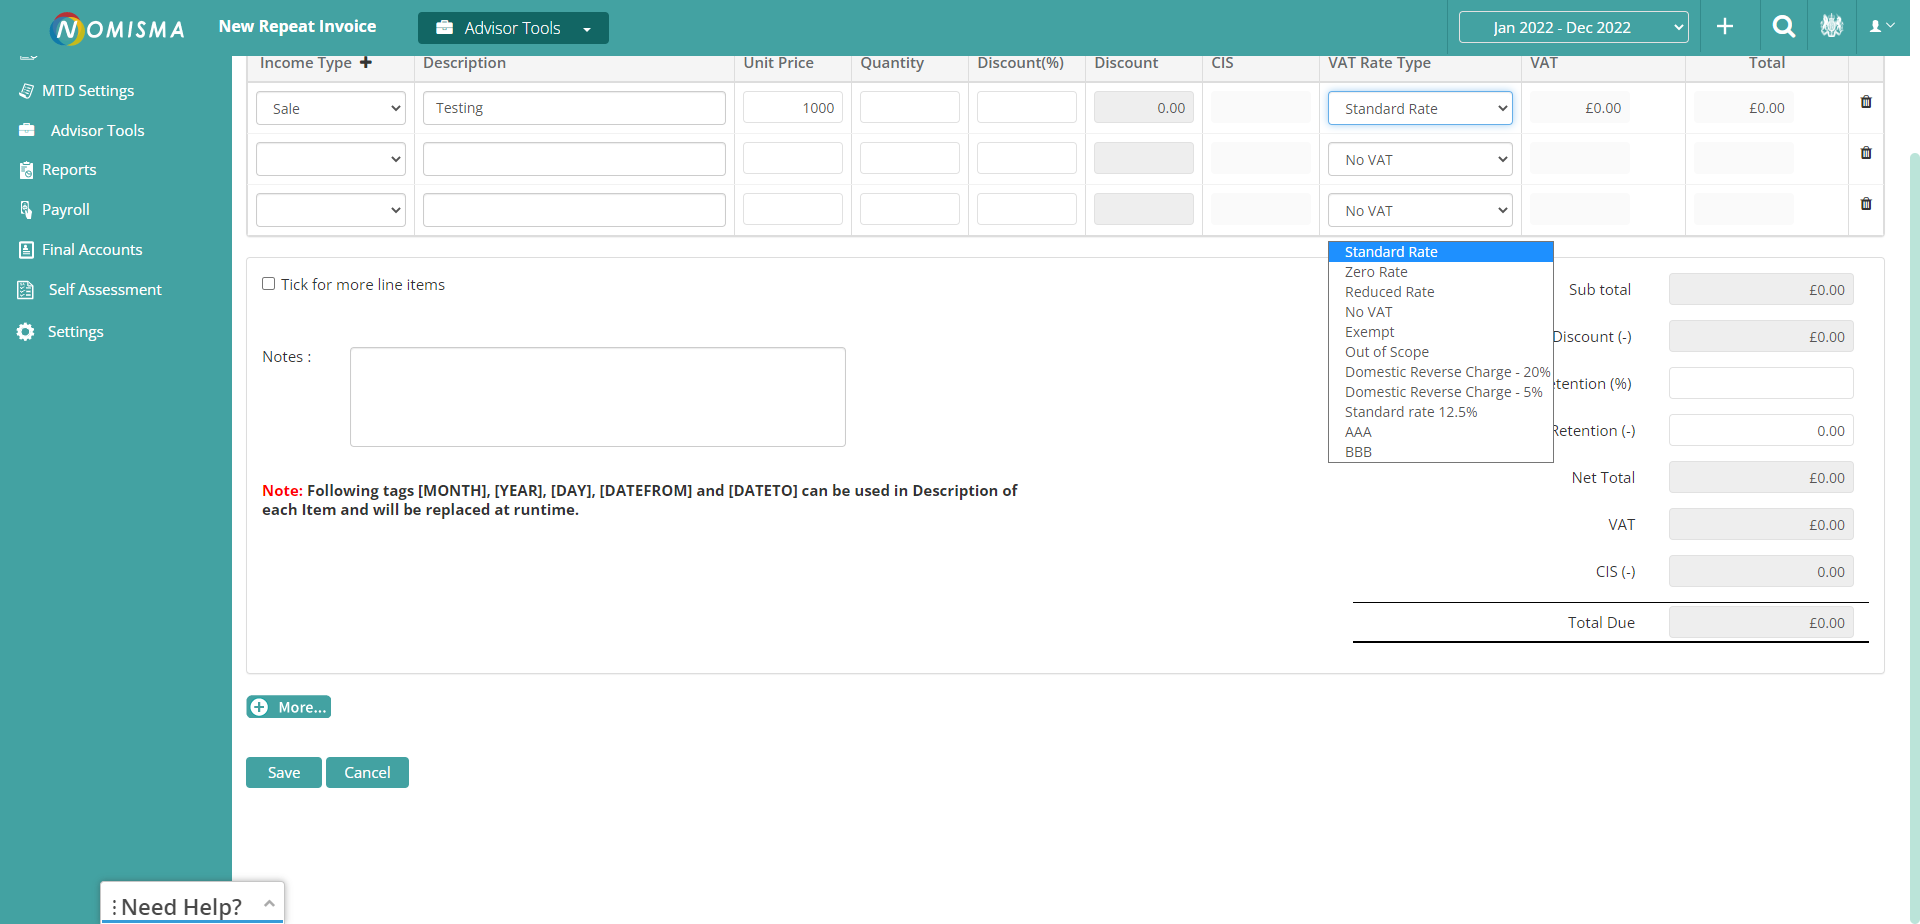 NOMISMA
New Repeat Invoice
Advisor Tools
Jan 2022 - Dec 2022
MTD Settings
Advisor Tools
Reports
Payroll
Final Accounts
Self Assessment
Settings
Income Type Description Unit Price Quantity Discount(%) Discount CIS VAT Rate Type VAT Total
Sale Testing 1000 0.00 Standard Rate £0.00 £0.00
No VAT
No VAT
Standard Rate
Zero Rate
Reduced Rate
No VAT
Exempt
Out of Scope
Domestic Reverse Charge - 20%
Domestic Reverse Charge - 5%
Standard rate 12.5%
AAA
BBB
Tick for more line items
Notes :
Note: Following tags [MONTH], [YEAR], [DAY], [DATEFROM] and [DATETO] can be used in Description of
each Item and will be replaced at runtime.
Sub total £0.00
Discount (-) £0.00
etention (%)
Retention (-) 0.00
Net Total £0.00
VAT £0.00
CIS (-) 0.00
Total Due £0.00
More...
Save Cancel
Need Help?